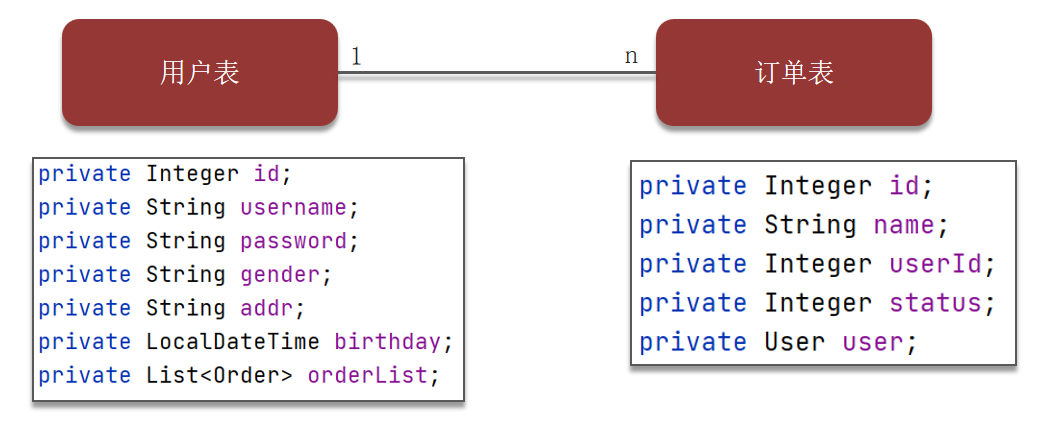 用户表
1
n
订单表
private Integer id;
private String username;
private String password;
private String gender;
private String addr;
private LocalDateTime birthday;
private List<Order> orderList;
private Integer id;
private String name;
private Integer userId;
private Integer status;
private User user;